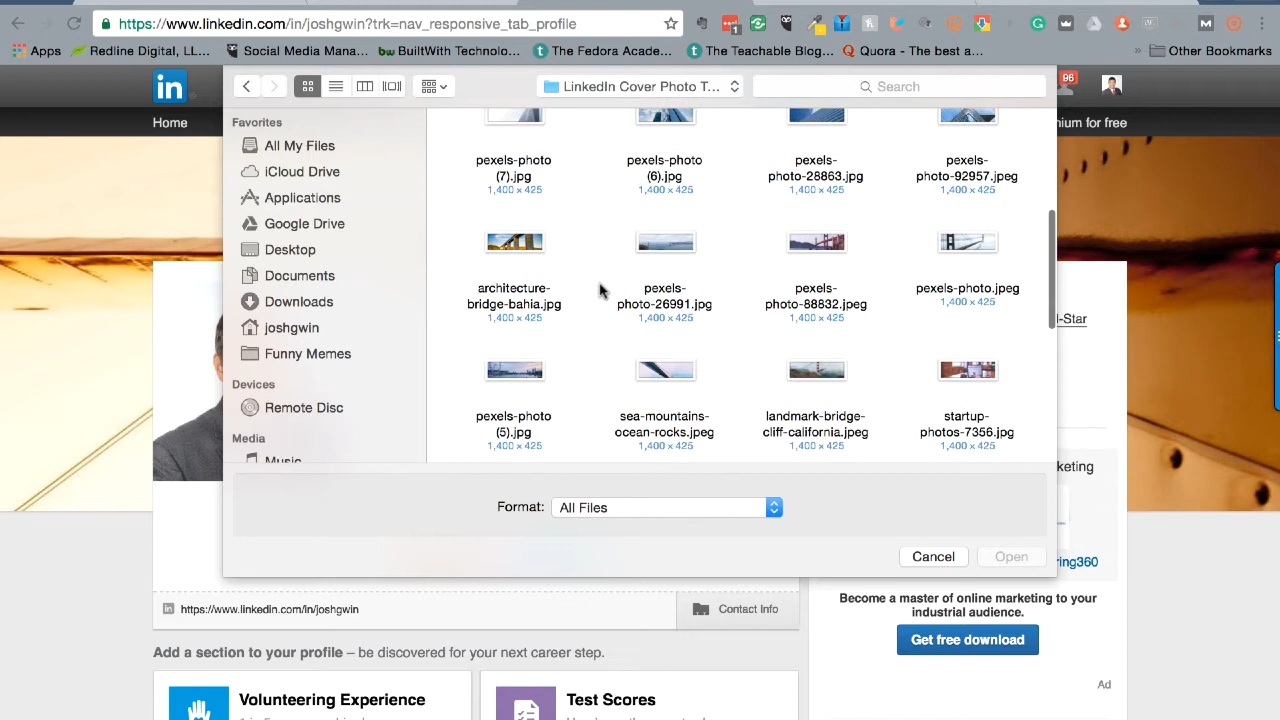 https://www.linkedin.com/in/joshgwin?trk=nav_responsive_tab_profile
1
Apps
Redline Digital, LL...
Social Media Mana...
bw BuiltWith Technolo...
The Fedora Acade...
The Teachable Blog...
Quora - The best a...
» Other Bookmarks
in
LinkedIn Cover Photo T...
Search
96
Home
nium for free
Favorites
All My Files
iCloud Drive
Applications
Google Drive
Desktop
Documents
Downloads
joshgwin
Funny Memes
Devices
Remote Disc
Media
Music
pexels-photo (7).jpg
1,400 × 425
pexels-photo (6).jpg
1,400 × 425
pexels-photo-28863.jpg
1,400 × 425
pexels-photo-92957.jpeg
1,400 × 425
architecture-bridge-bahia.jpg
1,400 × 425
pexels-photo-26991.jpg
1,400 × 425
pexels-photo-88832.jpeg
1,400 × 425
pexels-photo.jpeg
1,400 × 425
pexels-photo (5).jpg
1,400 × 425
sea-mountains-ocean-rocks.jpeg
1,400 × 425
landmark-bridge-cliff-california.jpeg
1,400 × 425
startup-photos-7356.jpg
1,400 × 425
Format: All Files
Cancel
Open
l-Star
keting
ring360
Become a master of online marketing to your
industrial audience.
Get free download
Ad
https://www.linkedin.com/in/joshgwin
Contact Info
Add a section to your profile – be discovered for your next career step.
Volunteering Experience
Test Scores